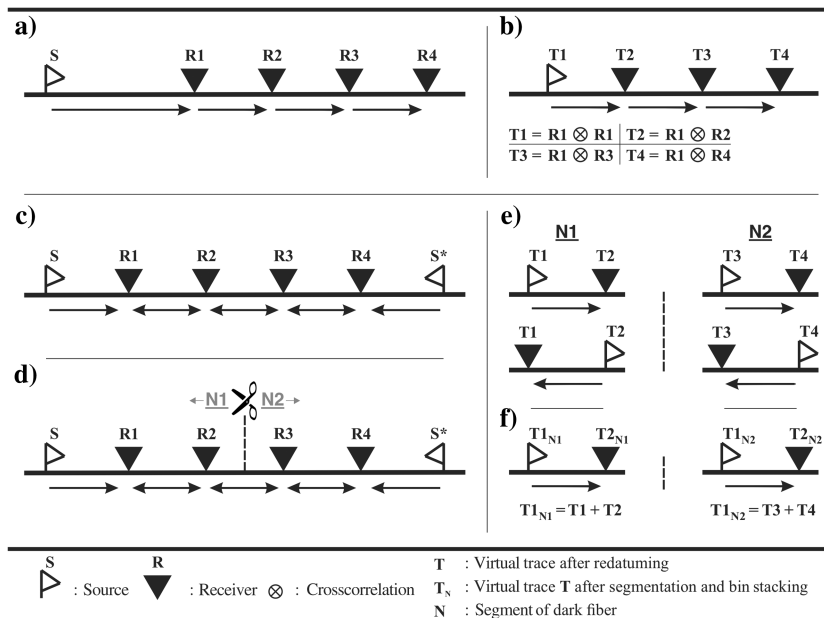 a)
S R1 R2 R3 R4
b)
T1 T2 T3 T4
T1 = R1 ⊗ R1 | T2 = R1 ⊗ R2
T3 = R1 ⊗ R3 | T4 = R1 ⊗ R4
c)
S R1 R2 R3 R4 S*
d)
N1 N2
S R1 R2 R3 R4 S*
e)
N1 N2
T1 T2 T3 T4
T1 T2 T3 T4
f)
T1N1 T2N1 T1N2 T2N2
T1N1 = T1 + T2 T1N2 = T3 + T4
S : Source R : Receiver ⊗ : Crosscorrelation
T : Virtual trace after redatuming
TN : Virtual trace T after segmentation and bin stacking
N : Segment of dark fiber